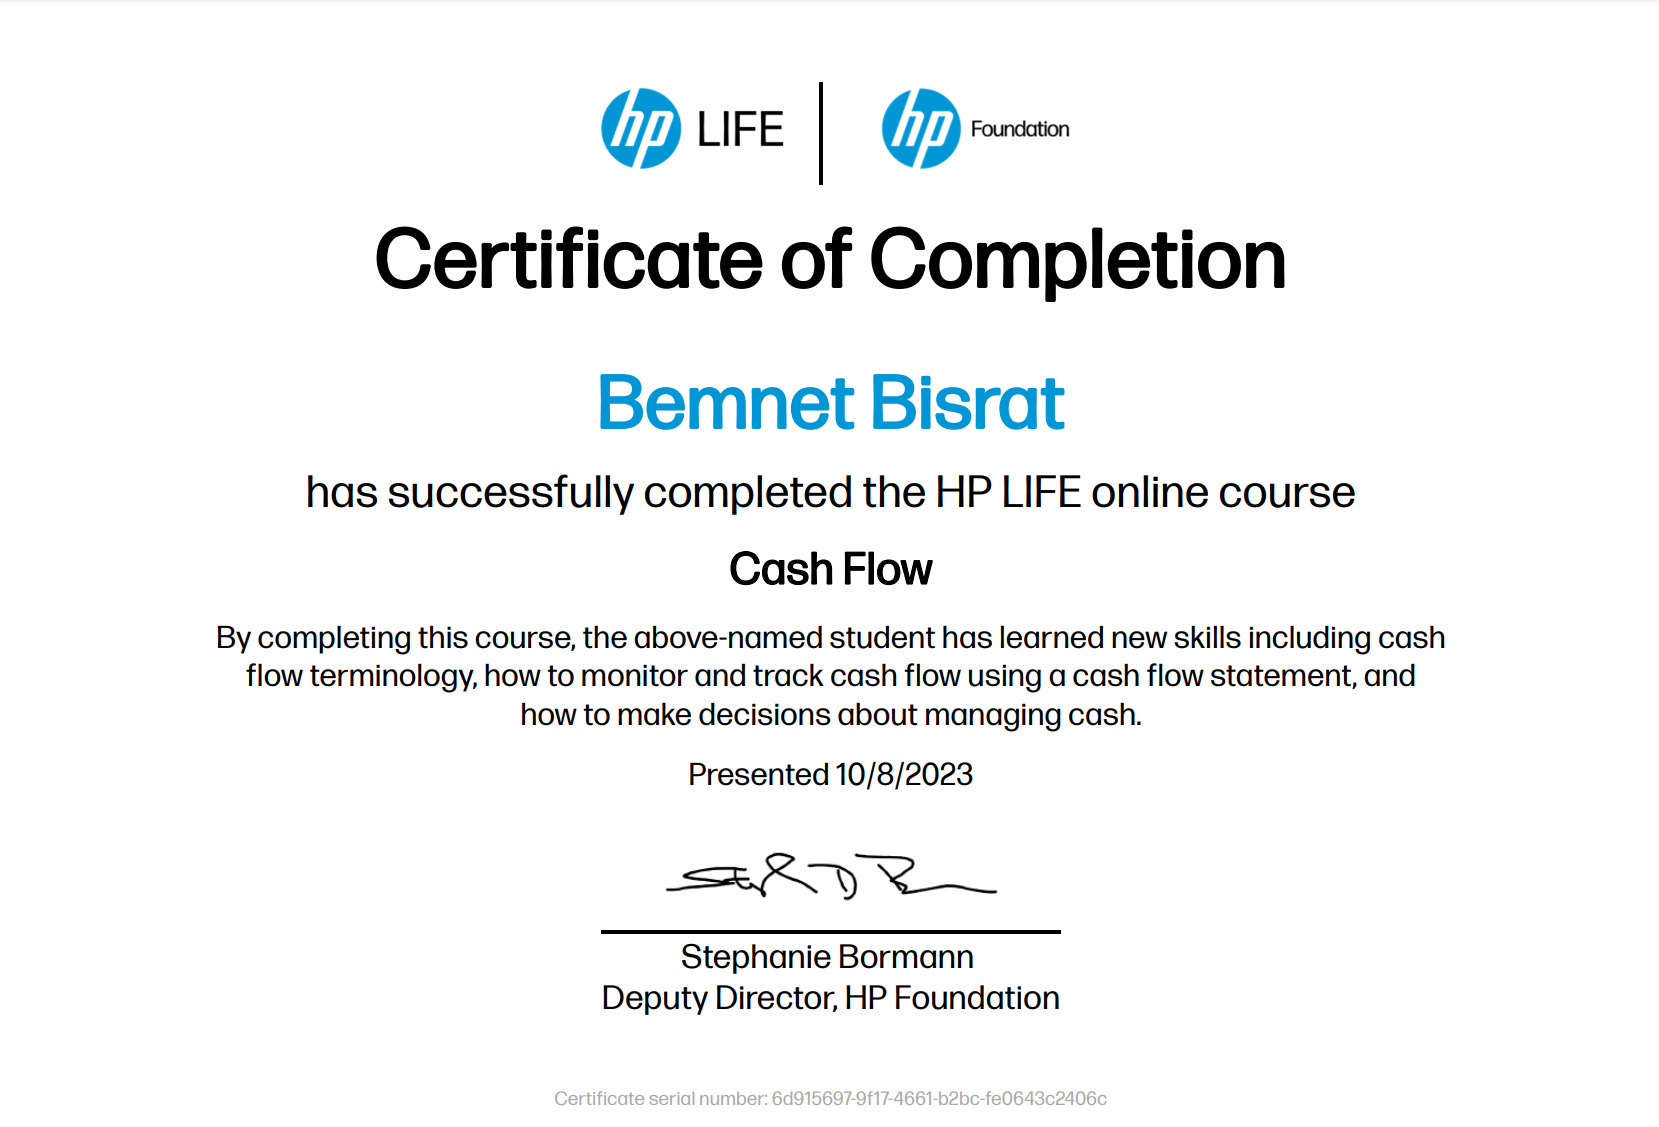 hp LIFE
hp Foundation
Certificate of Completion
Bemnet Bisrat
has successfully completed the HP LIFE online course
Cash Flow
By completing this course, the above-named student has learned new skills including cash
flow terminology, how to monitor and track cash flow using a cash flow statement, and
how to make decisions about managing cash.
Presented 10/8/2023
Stephanie Bormann
Deputy Director, HP Foundation
Certificate serial number: 6d915697-9f17-4661-b2bc-fe0643c2406c